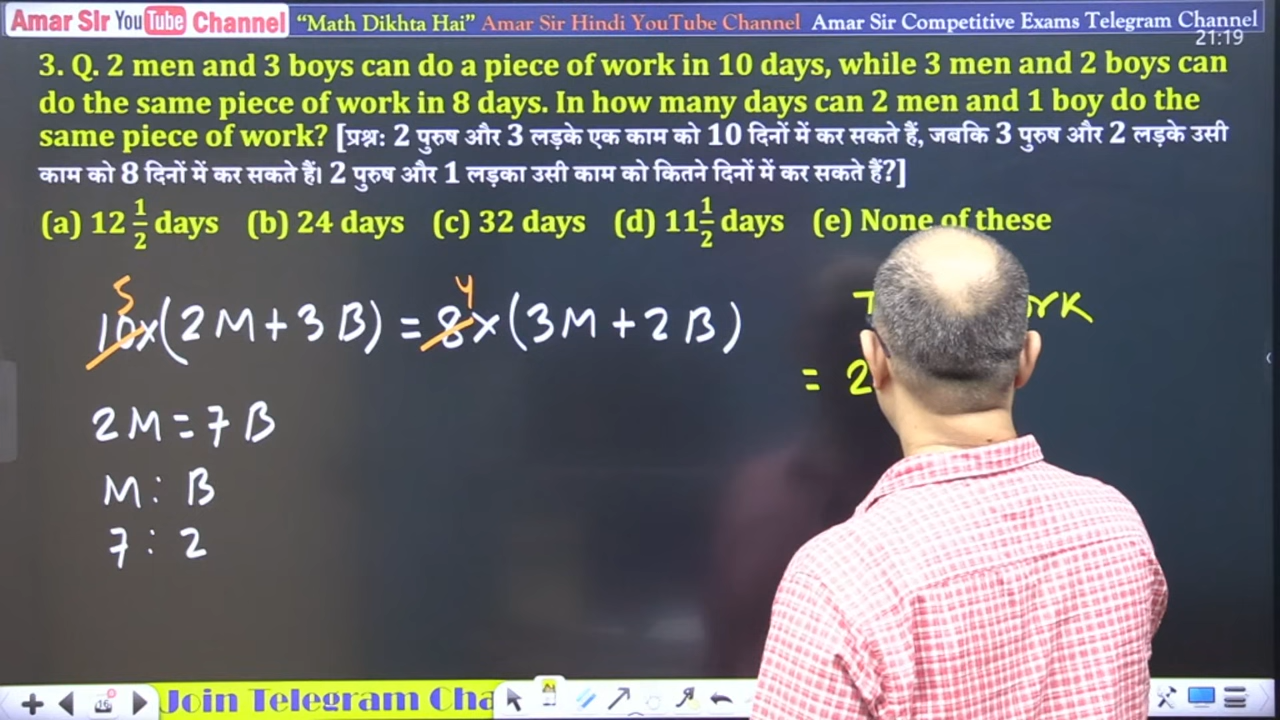 Amar SIr YouTube Channel “Math Dikhta Hai” Amar Sir Hindi YouTube Channel Amar Sir Competitive Exams Telegram Channel
21:19
3. Q. 2 men and 3 boys can do a piece of work in 10 days, while 3 men and 2 boys can
do the same piece of work in 8 days. In how many days can 2 men and 1 boy do the
same piece of work? [प्रश्न: 2 पुरुष और 3 लड़के एक काम को 10 दिनों में कर सकते हैं, जबकि 3 पुरुष और 2 लड़के उसी
काम को 8 दिनों में कर सकते हैं। 2 पुरुष और 1 लड़का उसी काम को कितने दिनों में कर सकते हैं?]
(a) 12 1/2 days (b) 24 days (c) 32 days (d) 11 1/2 days (e) None of these
5 4
10x(2M+3B) = 8x(3M+2B)
= 2
2M=7B
M: B
7: 2
16
Join Telegram Cha